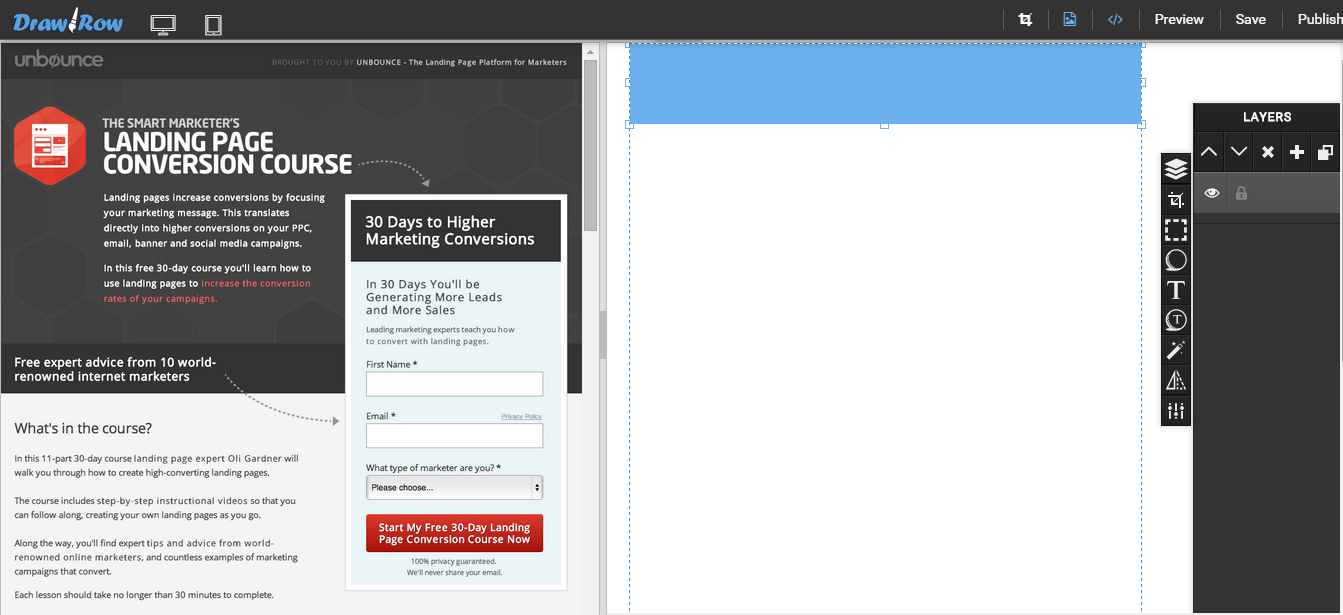 Draw Row
Preview
Save
Publish
unbounce
BROUGHT TO YOU BY UNBOUNCE - The Landing Page Platform for Marketers
THE SMART MARKETER'S
LANDING PAGE
CONVERSION COURSE
Landing pages increase conversions by focusing
your marketing message. This translates
directly into higher conversions on your PPC,
email, banner and social media campaigns.
In this free 30-day course you'll learn how to
use landing pages to increase the conversion
rates of your campaigns.
Free expert advice from 10 world-
renowned internet marketers
What's in the course?
In this 11-part 30-day course landing page expert Oli Gardner will
walk you through how to create high-converting landing pages.
The course includes step-by-step instructional videos so that you
can follow along, creating your own landing pages as you go.
Along the way, you'll find expert tips and advice from world-
renowned online marketers, and countless examples of marketing
campaigns that convert.
Each lesson should take no longer than 30 minutes to complete.
30 Days to Higher
Marketing Conversions
In 30 Days You'll be
Generating More Leads
and More Sales
Leading marketing experts teach you how
to convert with landing pages.
First Name *
Email *
Privacy Policy
What type of marketer are you? *
Please choose...
Start My Free 30-Day Landing
Page Conversion Course Now
100% privacy guaranteed.
We'll never share your email.
LAYERS
T
T